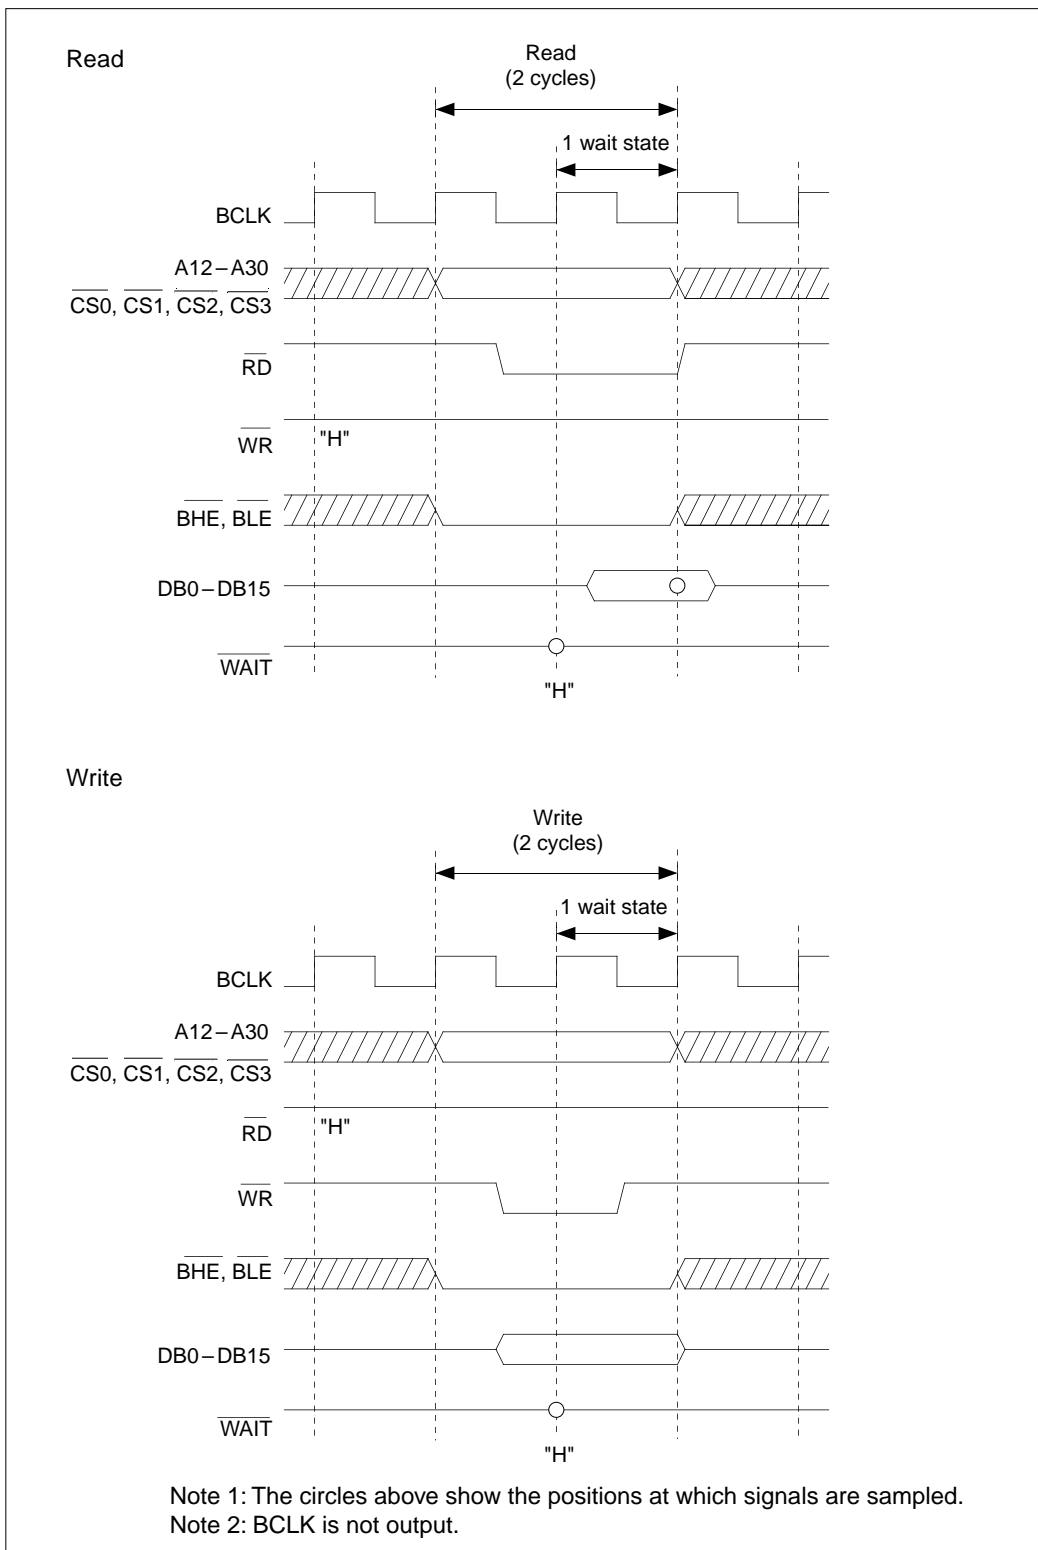 Read
Read
(2 cycles)
1 wait state
BCLK
A12–A30
CS0, CS1, CS2, CS3
RD
WR
"H"
BHE, BLE
DB0–DB15
WAIT
"H"
Write
Write
(2 cycles)
1 wait state
BCLK
A12–A30
CS0, CS1, CS2, CS3
RD
"H"
WR
BHE, BLE
DB0–DB15
WAIT
"H"
Note 1: The circles above show the positions at which signals are sampled.
Note 2: BCLK is not output.